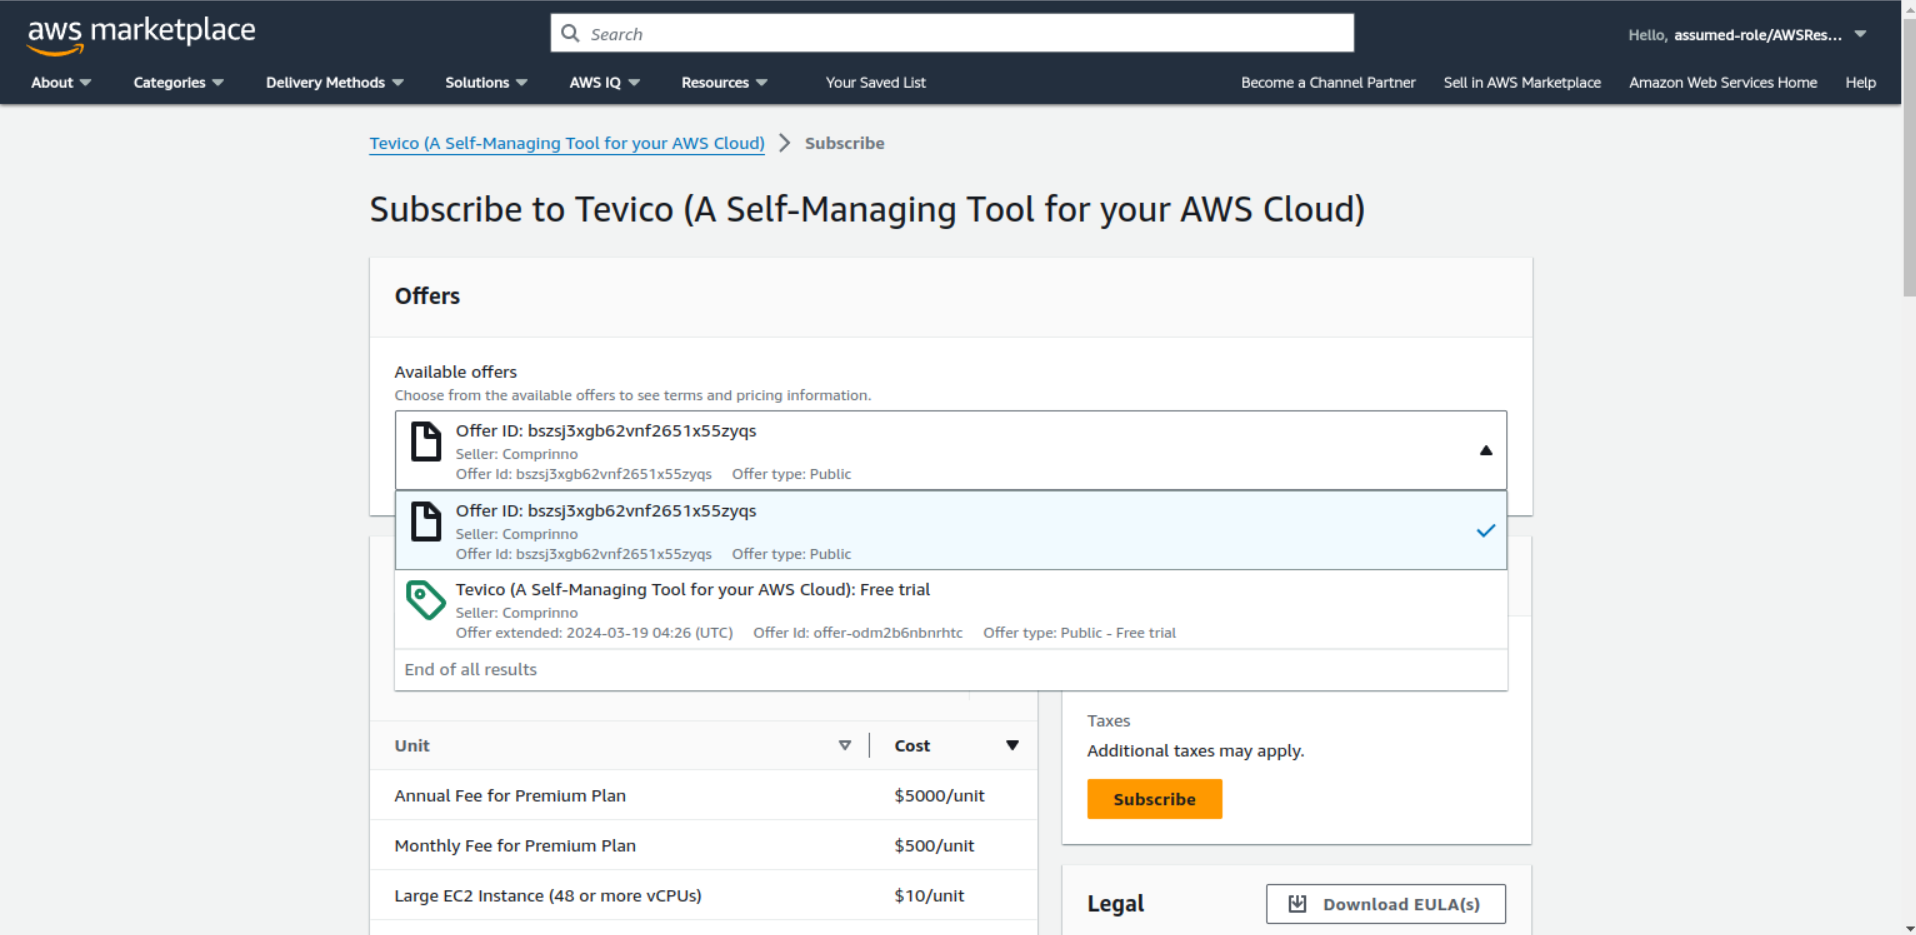 aws marketplace
Search
Hello, assumed-role/AWSRes...
About
Categories
Delivery Methods
Solutions
AWS IQ
Resources
Your Saved List
Become a Channel Partner
Sell in AWS Marketplace
Amazon Web Services Home
Help
Tevico (A Self-Managing Tool for your AWS Cloud) > Subscribe
Subscribe to Tevico (A Self-Managing Tool for your AWS Cloud)
Offers
Available offers
Choose from the available offers to see terms and pricing information.
Offer ID: bszsj3xgb62vnf2651x55zyqs
Seller: Comprinno
Offer Id: bszsj3xgb62vnf2651x55zyqs Offer type: Public
Offer ID: bszsj3xgb62vnf2651x55zyqs
Seller: Comprinno
Offer Id: bszsj3xgb62vnf2651x55zyqs Offer type: Public
Tevico (A Self-Managing Tool for your AWS Cloud): Free trial
Seller: Comprinno
Offer extended: 2024-03-19 04:26 (UTC) Offer Id: offer-odm2b6nbnrhtc Offer type: Public - Free trial
End of all results
Unit Cost
Annual Fee for Premium Plan $5000/unit
Monthly Fee for Premium Plan $500/unit
Large EC2 Instance (48 or more vCPUs) $10/unit
Taxes
Additional taxes may apply.
Subscribe
Legal
Download EULA(s)